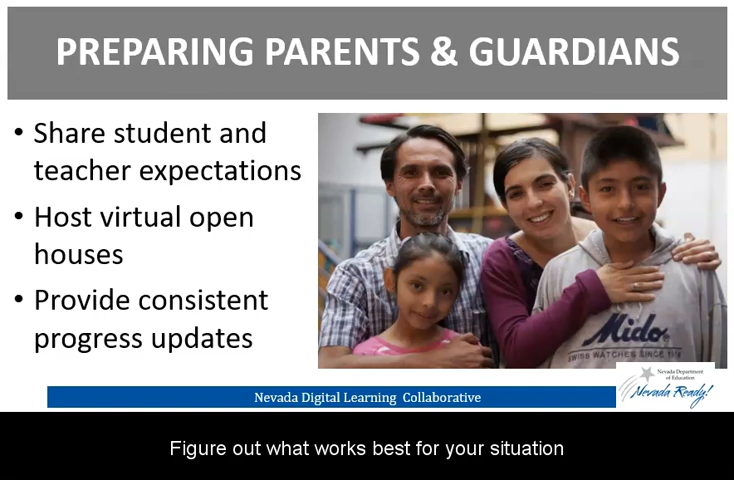 PREPARING PARENTS & GUARDIANS
• Share student and
teacher expectations
• Host virtual open
houses
• Provide consistent
progress updates
Mido
SWISS WATCHES SINCE 1918
Nevada Department
of Education
Nevada Ready!
Nevada Digital Learning Collaborative
Figure out what works best for your situation